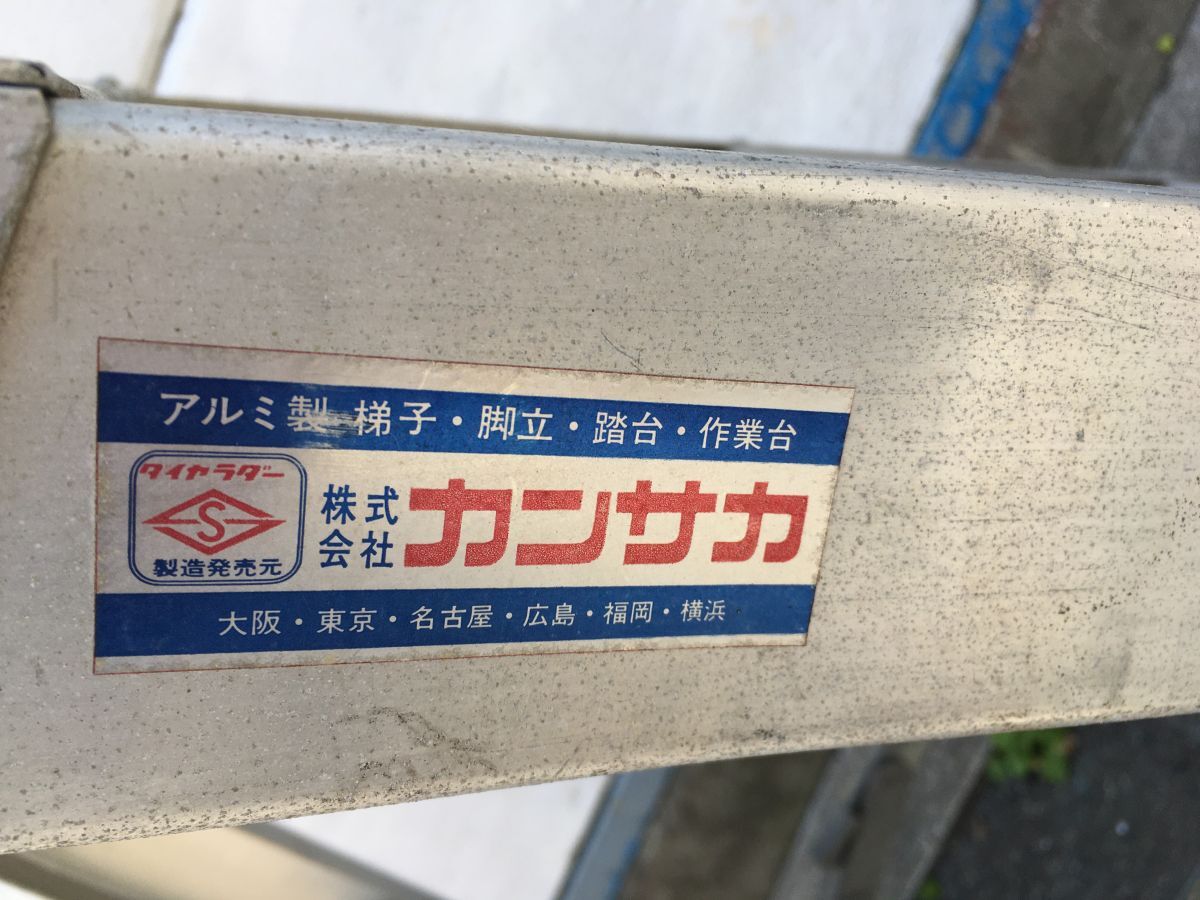 アルミ製 梯子・脚立・踏台・作業台
タイヤラダー
S
製造発売元
株式会社 カンサカ
大阪・東京・名古屋・広島・福岡・横浜